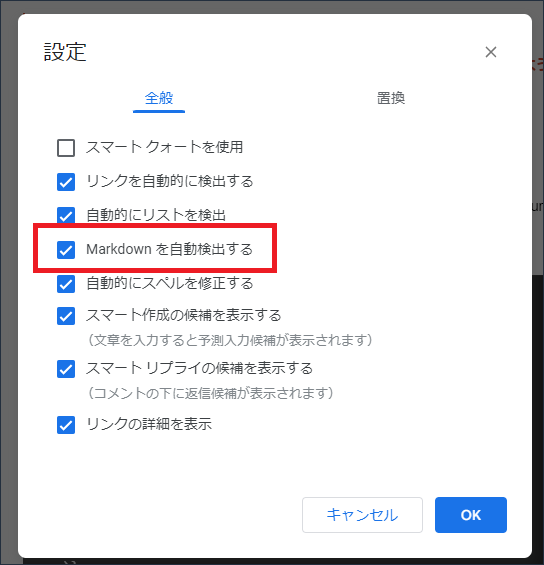 設定
全般
置換
スマート クォートを使用
リンクを自動的に検出する
自動的にリストを検出
Markdown を自動検出する
自動的にスペルを修正する
スマート作成の候補を表示する
（文章を入力すると予測入力候補が表示されます）
スマート リプライの候補を表示する
（コメントの下に返信候補が表示されます）
リンクの詳細を表示
キャンセル
OK